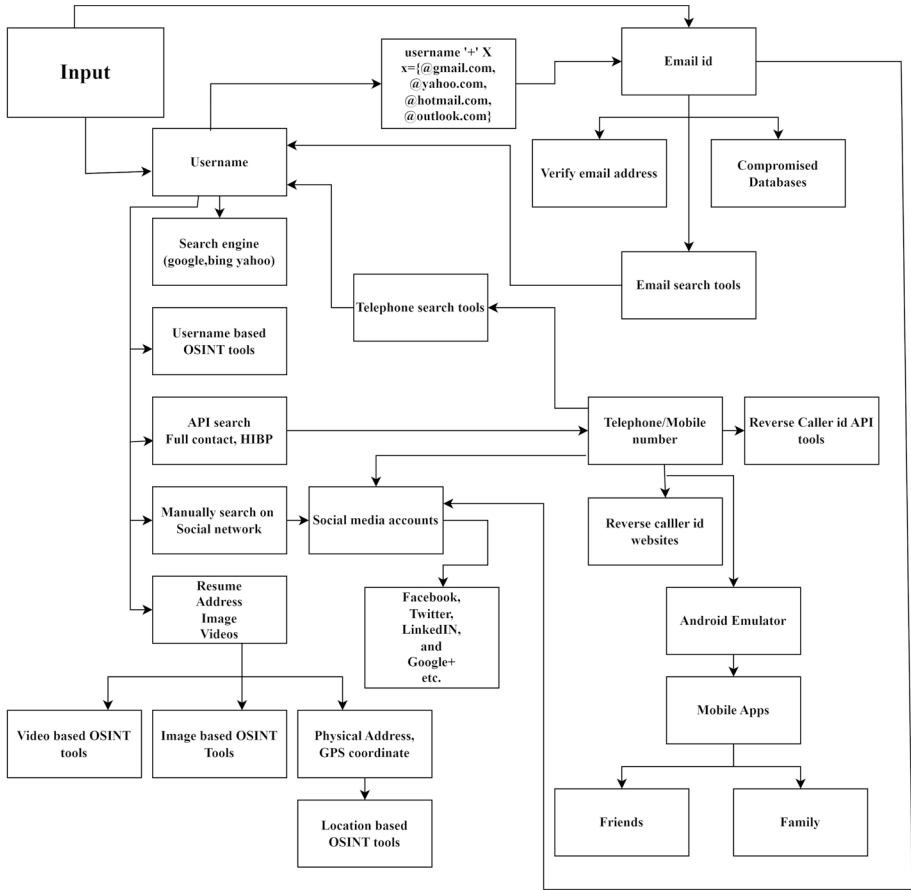 Input
username '+' X
x={@gmail.com,
@yahoo.com,
@hotmail.com,
@outlook.com}
Email id
Username
Verify email address
Compromised
Databases
Search engine
(google,bing yahoo)
Email search tools
Telephone search tools
Username based
OSINT tools
API search
Full contact, HIBP
Telephone/Mobile
number
Reverse Caller id API
tools
Manually search on
Social network
Social media accounts
Reverse calller id
websites
Resume
Address
Image
Videos
Facebook,
Twitter,
LinkedIN,
and
Google+
etc.
Android Emulator
Mobile Apps
Video based OSINT
tools
Image based OSINT
Tools
Physical Address,
GPS coordinate
Location based
OSINT tools
Friends
Family